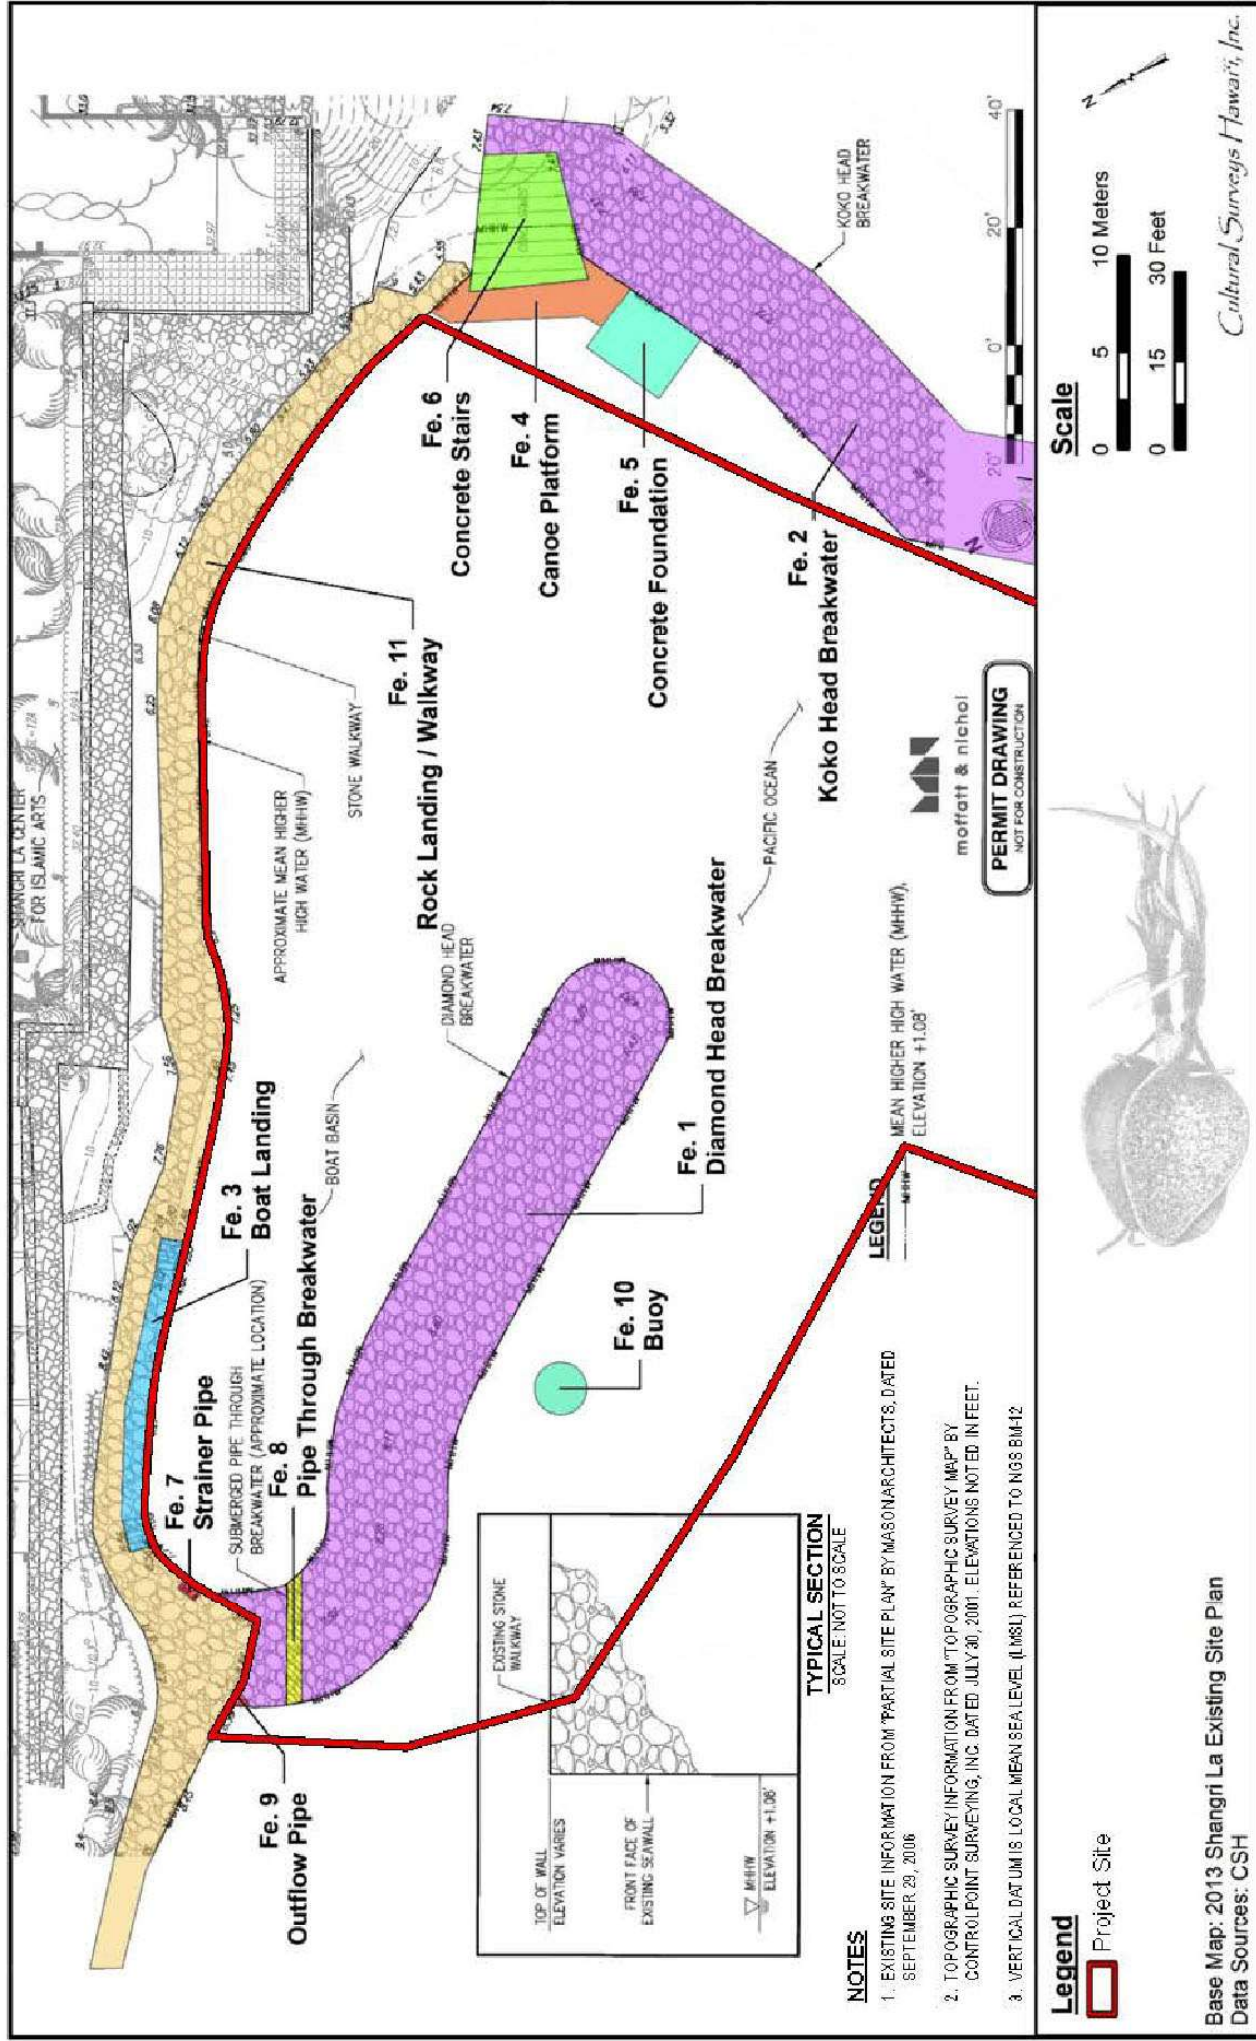 SHANGRI LA CENTER
FOR ISLAMIC ARTS
APPROXIMATE MEAN HIGHER
HIGH WATER (MHHW)
STONE WALKWAY
Fe. 11
Rock Landing / Walkway
Fe. 6
Concrete Stairs
Fe. 4
Canoe Platform
Fe. 5
Concrete Foundation
Fe. 2
Koko Head Breakwater
KOKO HEAD
BREAKWATER
Fe. 3
Boat Landing
Fe. 7
Strainer Pipe
SUBMERGED PIPE THROUGH
BREAKWATER (APPROXIMATE LOCATION)
Fe. 8
Pipe Through Breakwater
BOAT BASIN
DIAMOND HEAD
BREAKWATER
Fe. 1
Diamond Head Breakwater
PACIFIC OCEAN
Fe. 10
Buoy
Fe. 9
Outflow Pipe
TOP OF WALL
ELEVATION VARIES
EXISTING STONE
WALKWAY
FRONT FACE OF
EXISTING SEAWALL
MHHW
ELEVATION +1.08'
TYPICAL SECTION
SCALE: NOT TO SCALE
LEGEND
MHHW
MEAN HIGHER HIGH WATER (MHHW),
ELEVATION +1.08'
NOTES
1. EXISTING SITE INFORMATION FROM "PARTIAL SITE PLAN" BY MASON ARCHITECTS, DATED
SEPTEMBER 29, 2006
2. TOPOGRAPHIC SURVEY INFORMATION FROM "TOPOGRAPHIC SURVEY MAP" BY
CONTROLPOINT SURVEYING, INC. DATED JULY 30, 2001. ELEVATIONS NOTED IN FEET.
3. VERTICAL DATUM IS LOCAL MEAN SEA LEVEL (LMSL) REFERENCED TO NGS BM-12
moffatt & nichol
PERMIT DRAWING
NOT FOR CONSTRUCTION
20' 0' 20' 40'
N
Legend
Project Site
Base Map: 2013 Shangri La Existing Site Plan
Data Sources: CSH
Scale
0 5 10 Meters
0 15 30 Feet
N
Cultural Surveys Hawai'i, Inc.